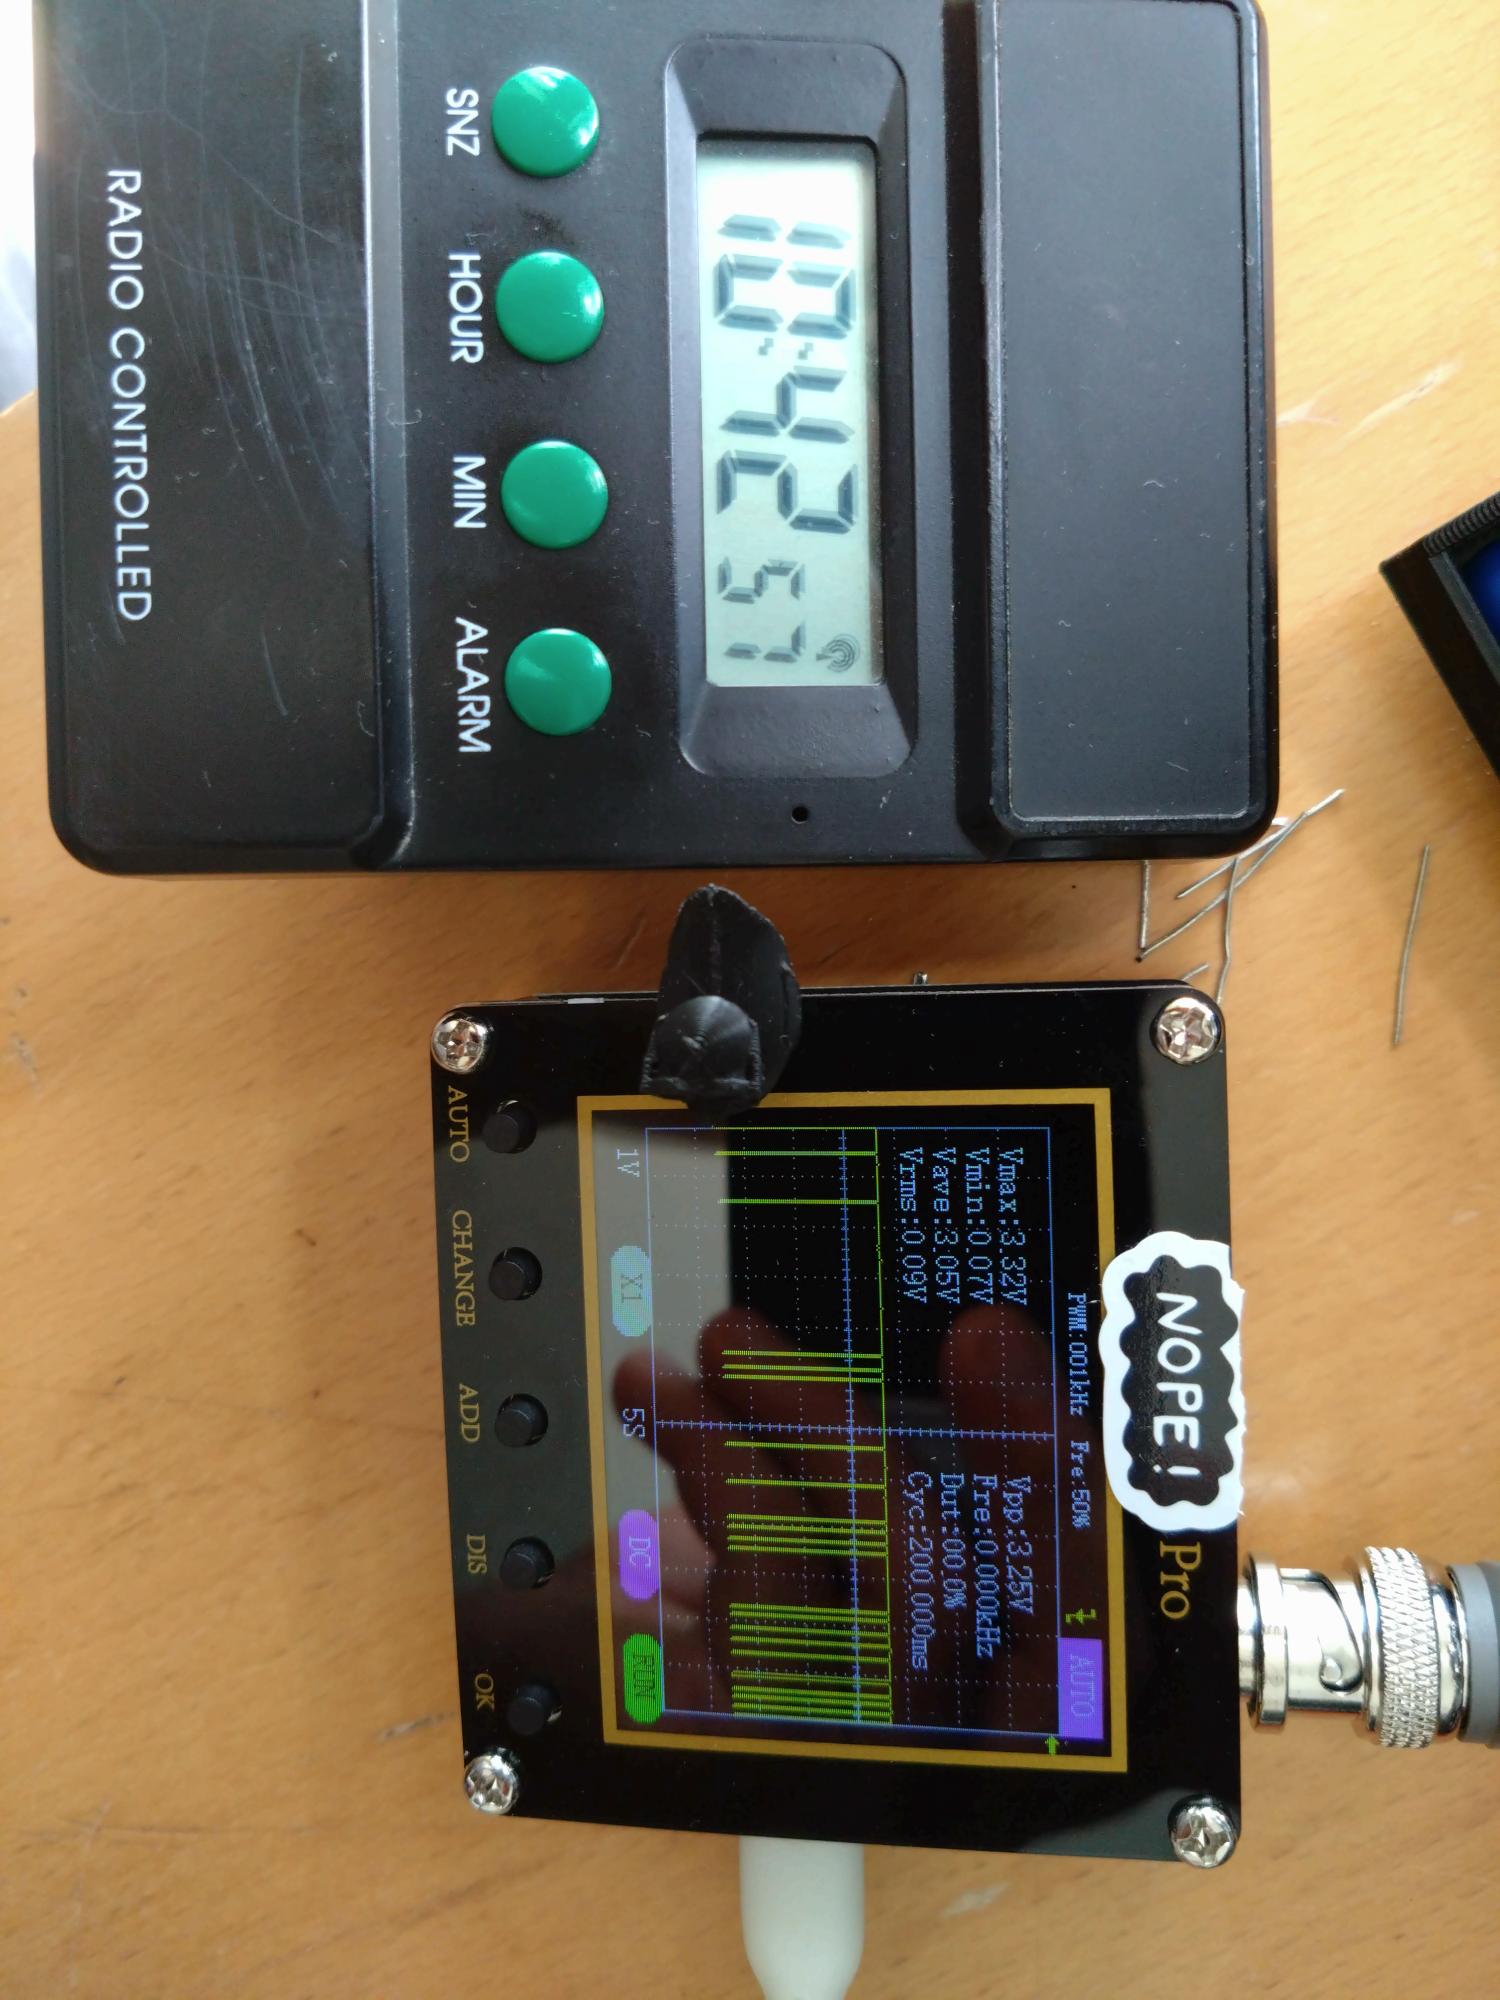 10:42 57
SNZ HOUR MIN ALARM
RADIO CONTROLLED
NOPE! Pro
PWM:001kHz Fre:50% AUTO
Vmax:3.32V Vpp:3.25V
Vmin:0.07V Fre:0.000kHz
Vave:3.05V Dut:00.0%
Vrms:0.09V Cyc:200.000ms
1V X1 5S DC RUN
AUTO CHANGE ADD DIS OK